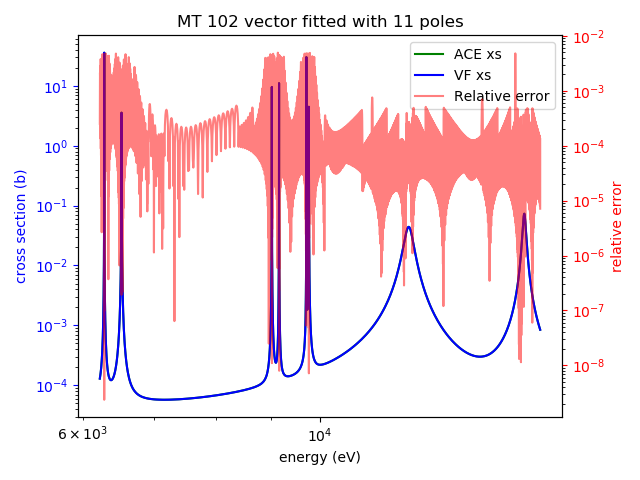 MT 102 vector fitted with 11 poles
ACE xs
VF xs
Relative error
10¹
10⁰
10⁻¹
10⁻²
10⁻³
10⁻⁴
cross section (b)
10⁻²
10⁻³
10⁻⁴
10⁻⁵
10⁻⁶
10⁻⁷
10⁻⁸
relative error
6 × 10³
10⁴
energy (eV)